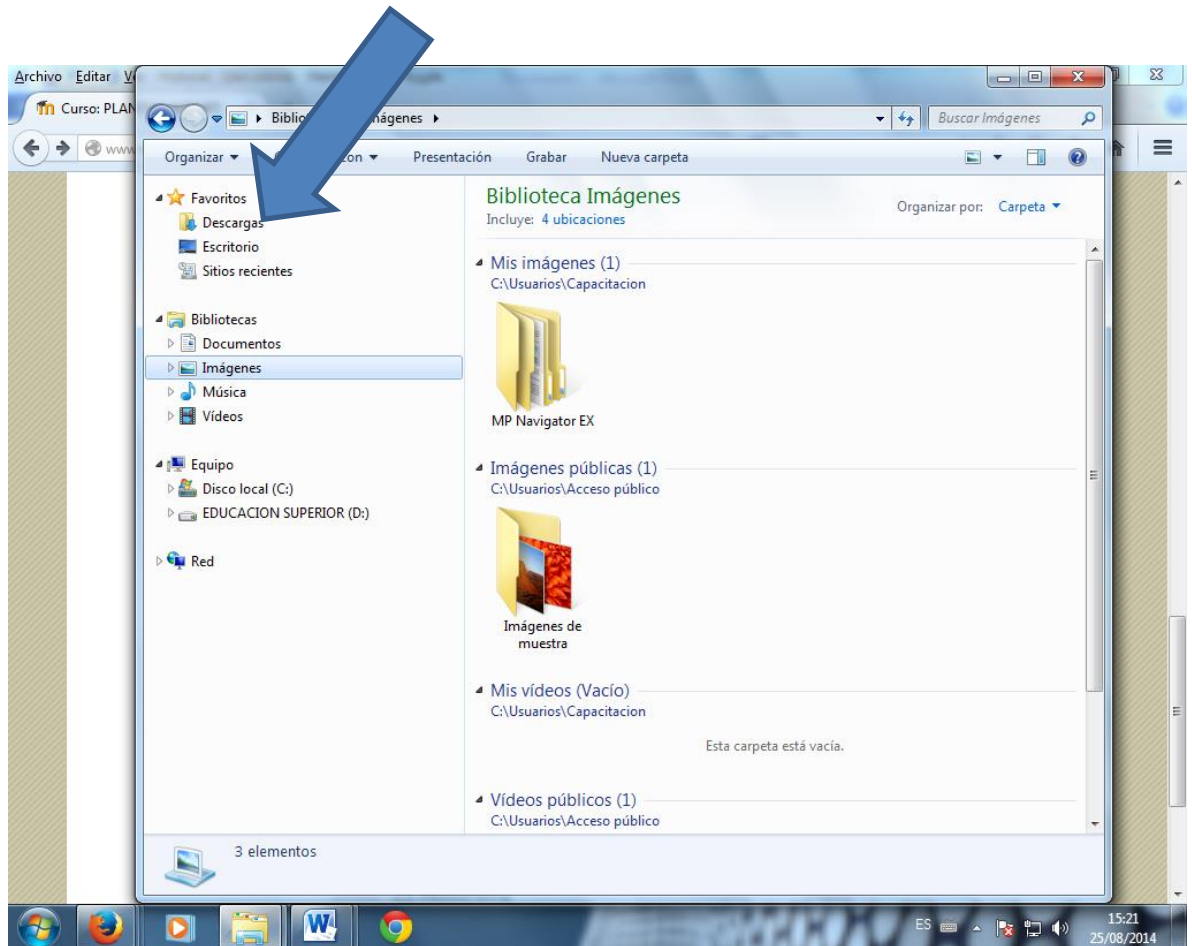 Archivo Editar
Curso: PLAN
www
Imágenes
Buscar Imágenes
Organizar
Presentación Grabar Nueva carpeta
Favoritos
Descargas
Escritorio
Sitios recientes
Bibliotecas
Documentos
Imágenes
Música
Vídeos
Equipo
Disco local (C:)
EDUCACION SUPERIOR (D:)
Red
Biblioteca Imágenes
Incluye: 4 ubicaciones
Organizar por: Carpeta
Mis imágenes (1)
C:\Usuarios\Capacitacion
MP Navigator EX
Imágenes públicas (1)
C:\Usuarios\Acceso público
Imágenes de
muestra
Mis vídeos (Vacío)
C:\Usuarios\Capacitacion
Esta carpeta está vacía.
Vídeos públicos (1)
C:\Usuarios\Acceso público
3 elementos
ES
15:21
25/08/2014